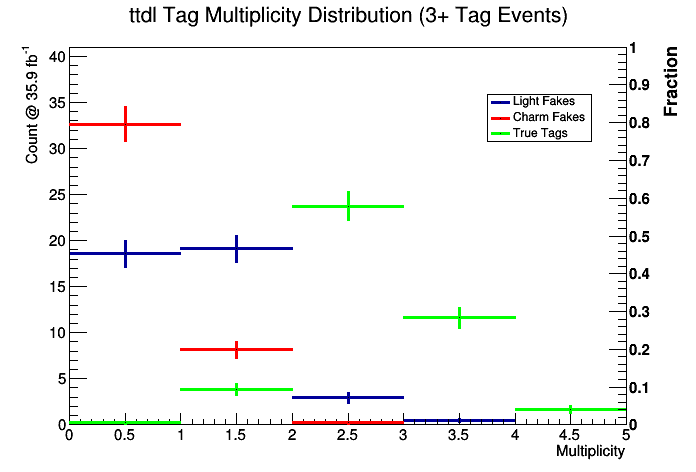 ttdl Tag Multiplicity Distribution (3+ Tag Events)
Count @ 35.9 fb⁻¹
Fraction
Light Fakes
Charm Fakes
True Tags
40
35
30
25
20
15
10
5
0
1
0.9
0.8
0.7
0.6
0.5
0.4
0.3
0.2
0.1
0
0 0.5 1 1.5 2 2.5 3 3.5 4 4.5 5
Multiplicity